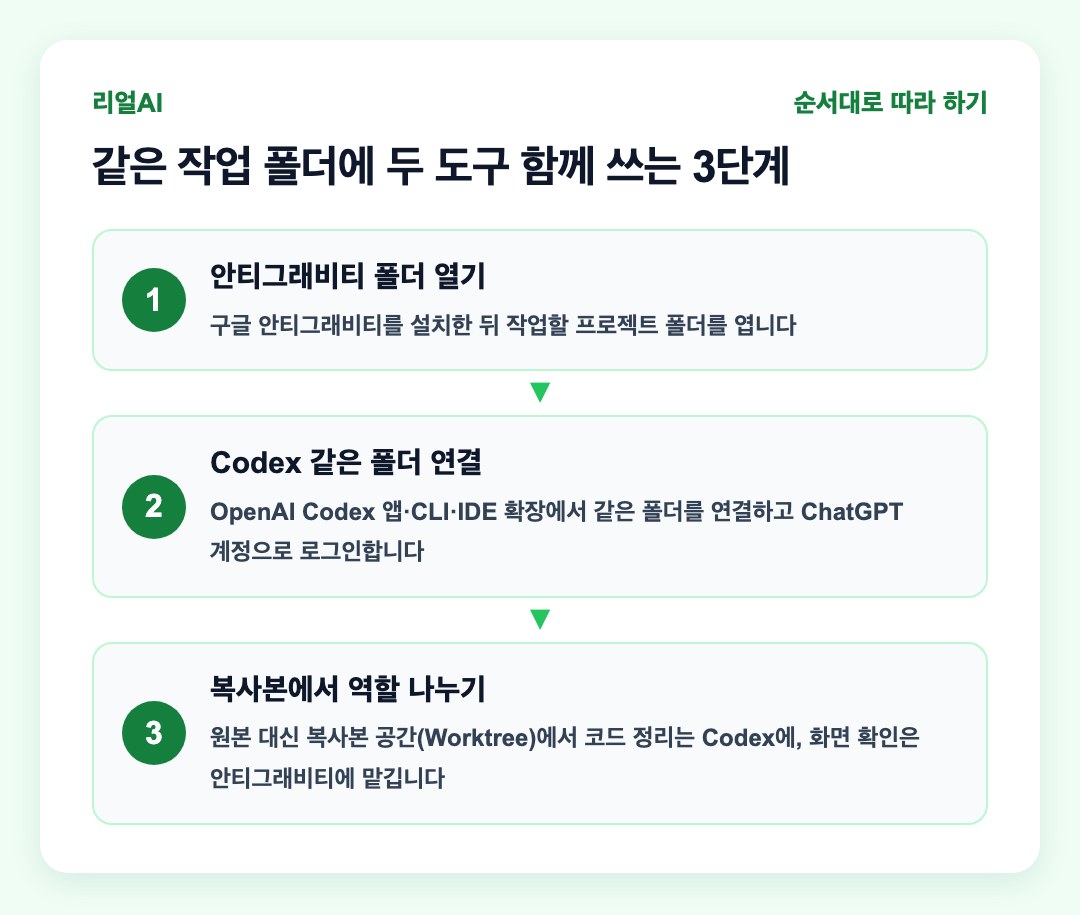 리얼AI
순서대로 따라 하기
같은 작업 폴더에 두 도구 함께 쓰는 3단계
1
안티그래비티 폴더 열기
구글 안티그래비티를 설치한 뒤 작업할 프로젝트 폴더를 엽니다
▼
2
Codex 같은 폴더 연결
OpenAI Codex 앱·CLI·IDE 확장에서 같은 폴더를 연결하고 ChatGPT
계정으로 로그인합니다
▼
3
복사본에서 역할 나누기
원본 대신 복사본 공간(Worktree)에서 코드 정리는 Codex에, 화면 확인은
안티그래비티에 맡깁니다